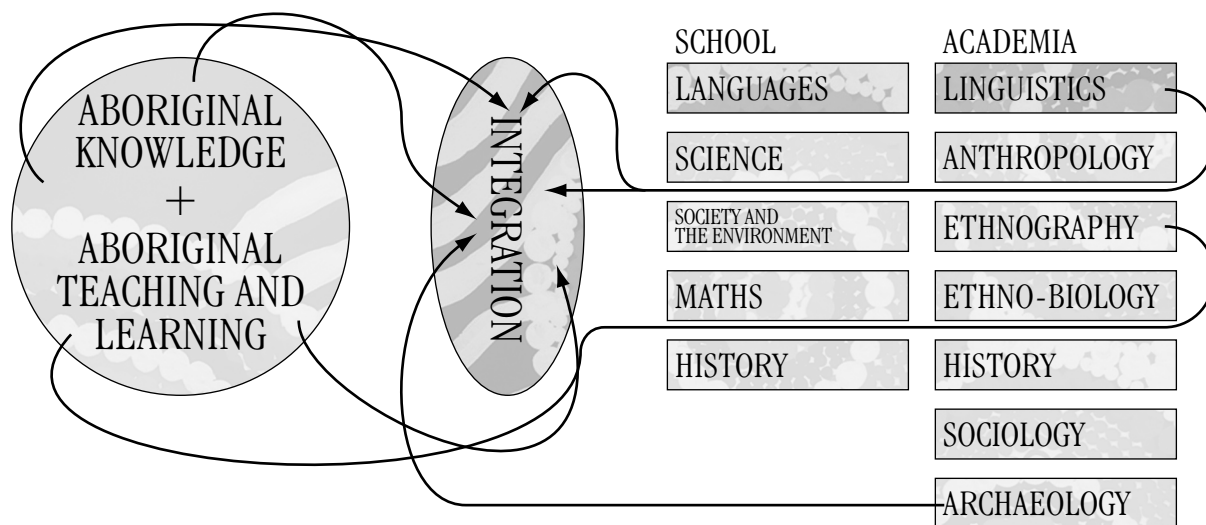 ABORIGINAL
KNOWLEDGE
+
ABORIGINAL
TEACHING AND
LEARNING
INTEGRATION
SCHOOL
LANGUAGES
SCIENCE
SOCIETY AND
THE ENVIRONMENT
MATHS
HISTORY
ACADEMIA
LINGUISTICS
ANTHROPOLOGY
ETHNOGRAPHY
ETHNO-BIOLOGY
HISTORY
SOCIOLOGY
ARCHAEOLOGY